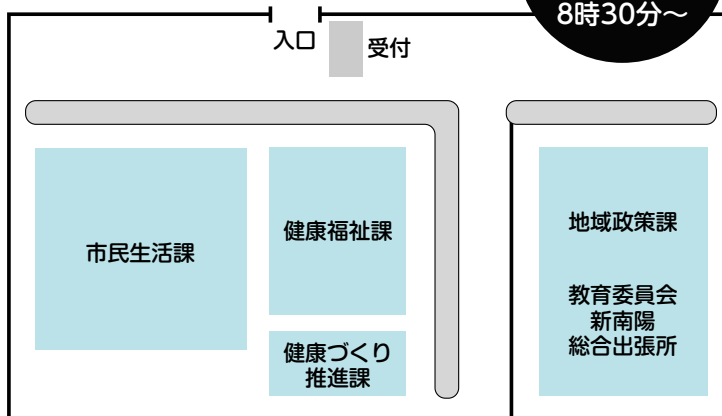 8時30分～
入口
受付
市民生活課
健康福祉課
健康づくり
推進課
地域政策課
教育委員会
新南陽
総合出張所